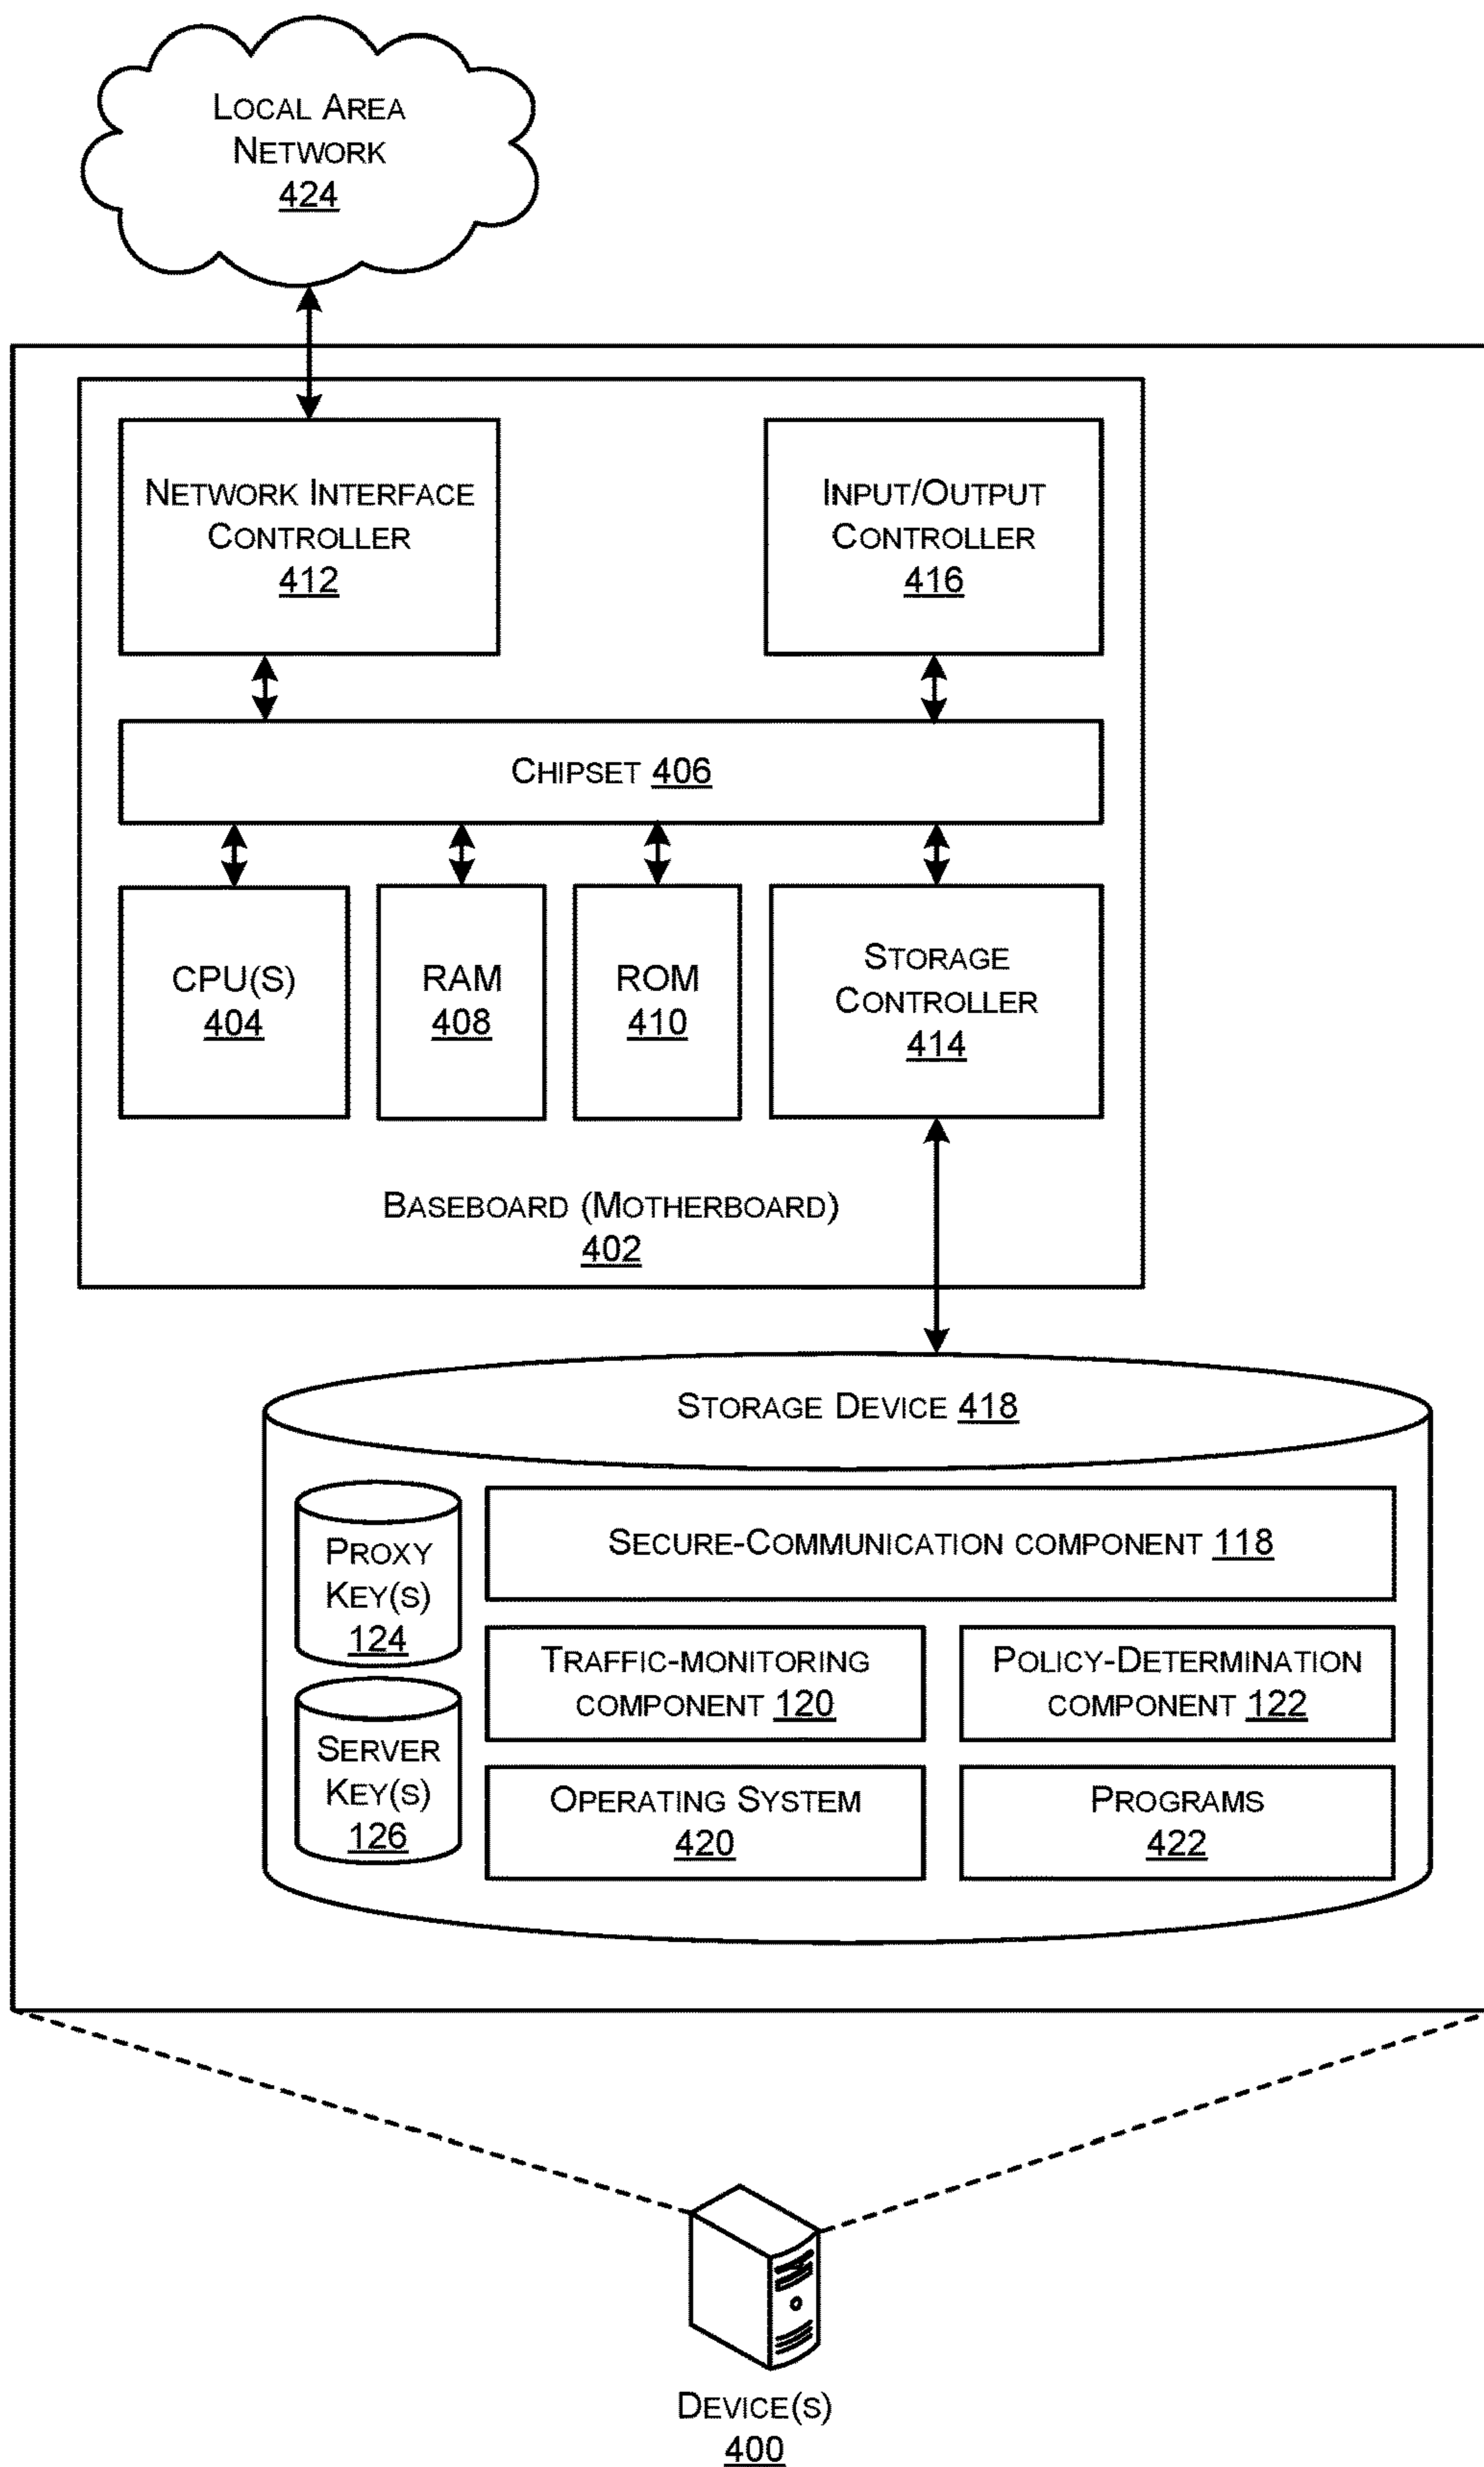 LOCAL AREA
NETWORK
424
NETWORK INTERFACE
CONTROLLER
412
INPUT/OUTPUT
CONTROLLER
416
CHIPSET 406
CPU(S)
404
RAM
408
ROM
410
STORAGE
CONTROLLER
414
BASEBOARD (MOTHERBOARD)
402
STORAGE DEVICE 418
PROXY
KEY(S)
124
SECURE-COMMUNICATION COMPONENT 118
TRAFFIC-MONITORING
COMPONENT 120
POLICY-DETERMINATION
COMPONENT 122
SERVER
KEY(S)
126
OPERATING SYSTEM
420
PROGRAMS
422
DEVICE(S)
400